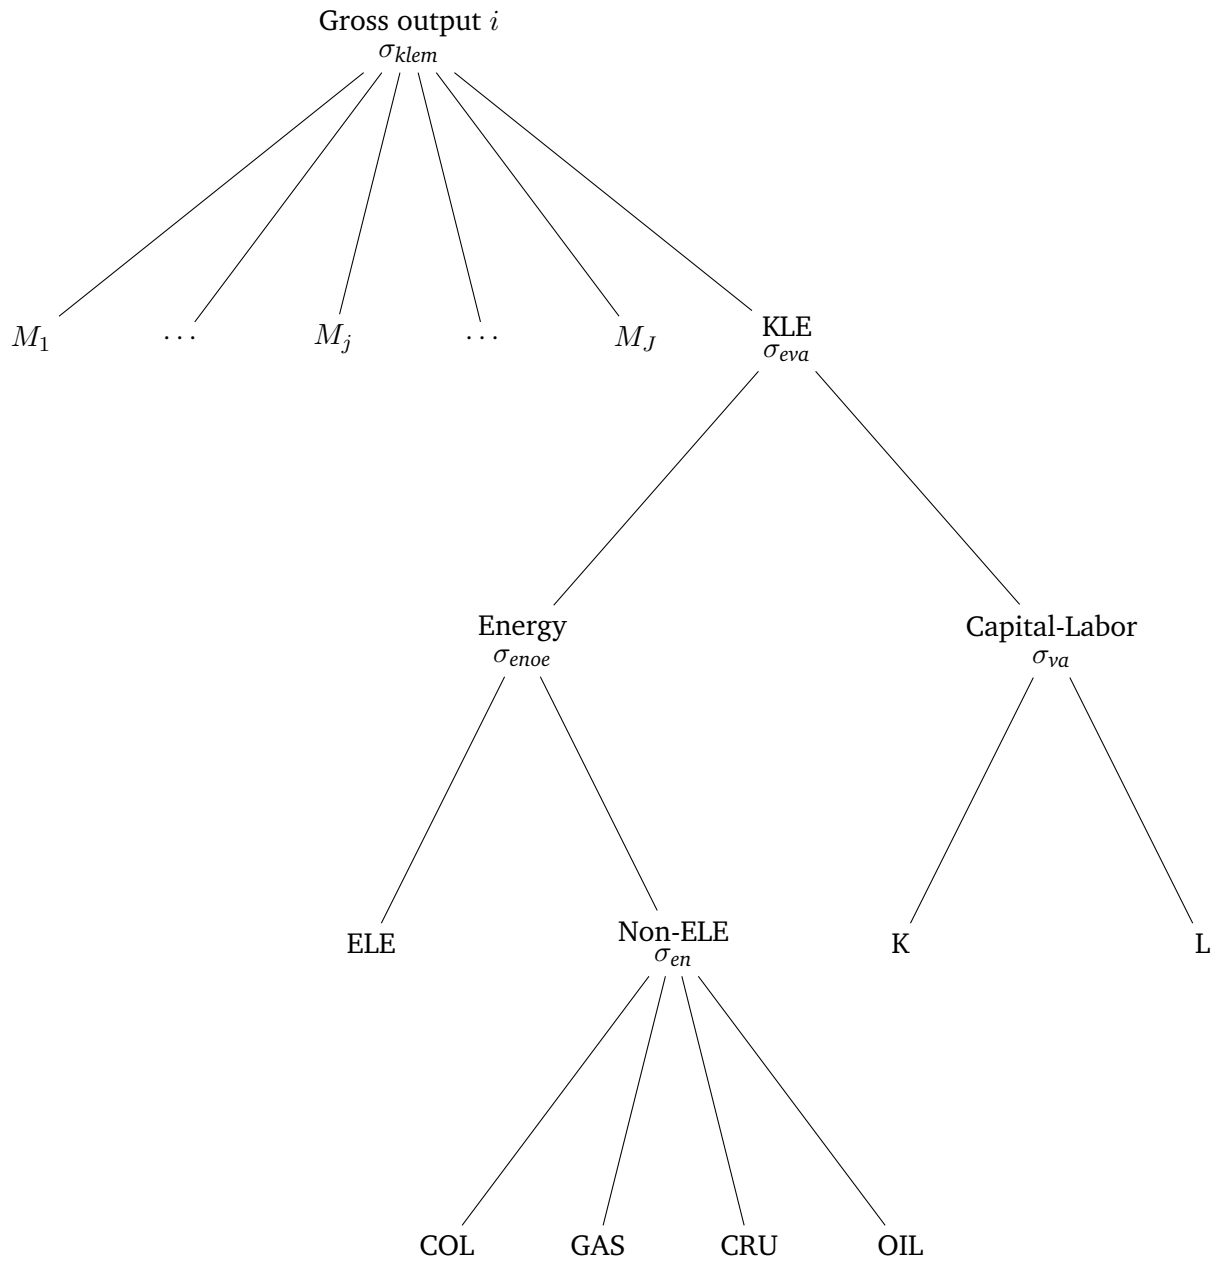 Gross output i
σklem
M1 ··· Mj ··· MJ KLE
σeva
Energy Capital-Labor
σenoe σva
ELE Non-ELE K L
σen
COL GAS CRU OIL